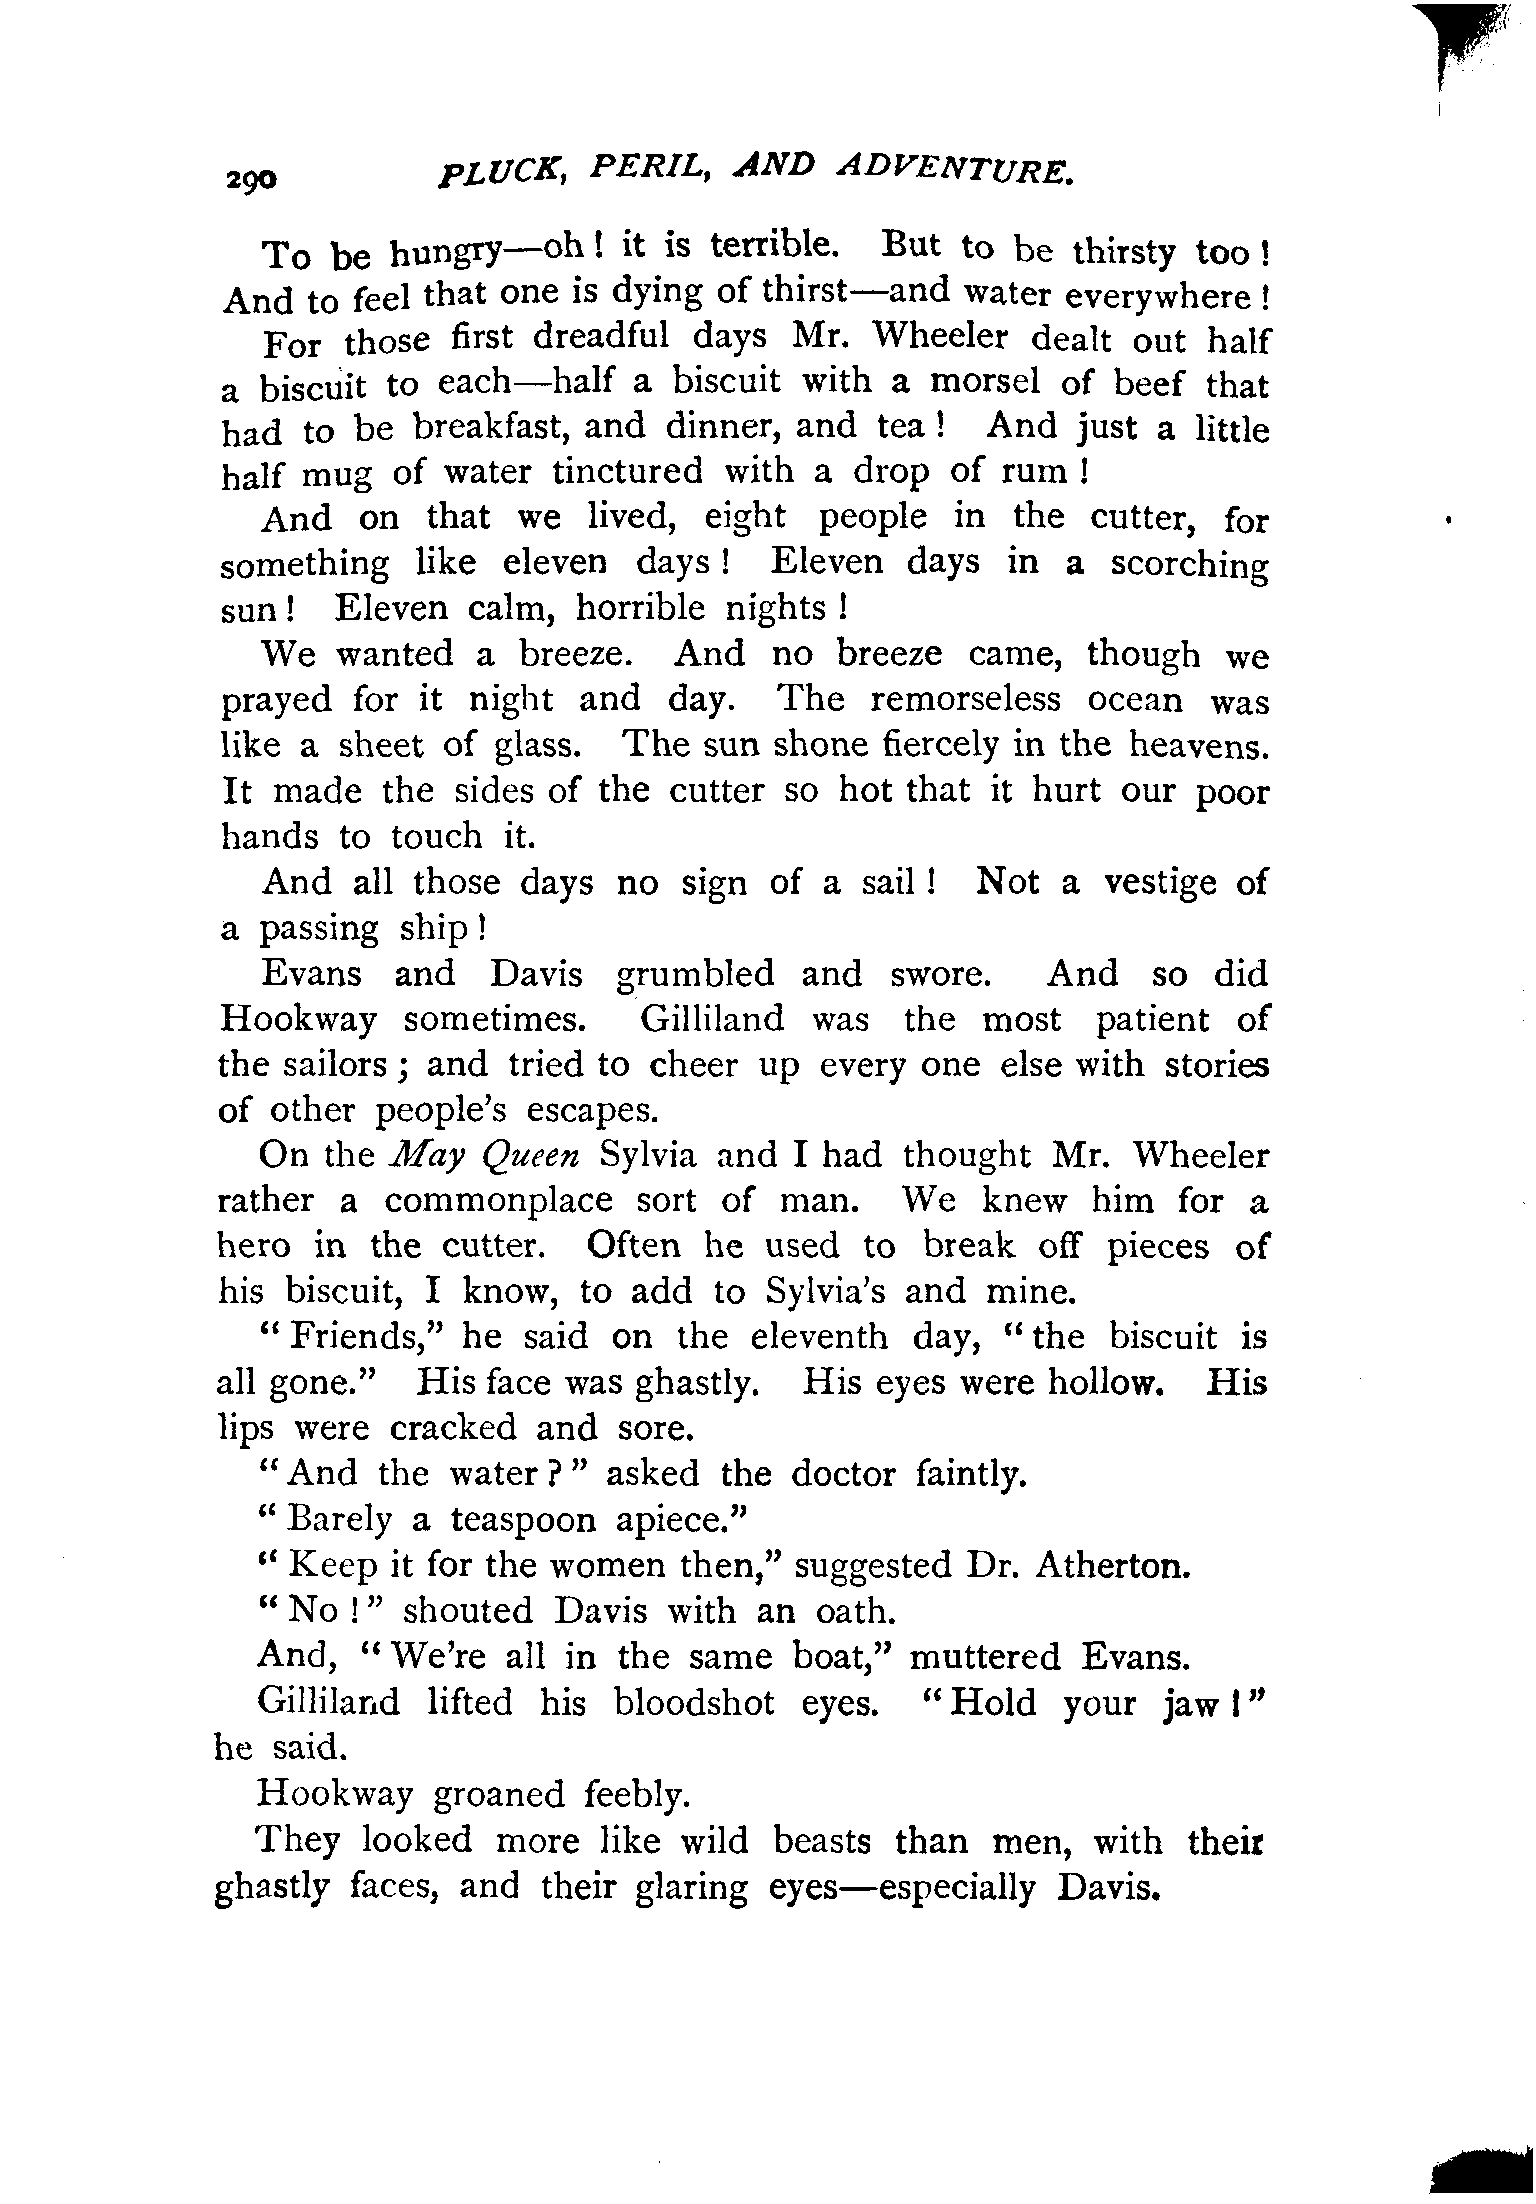 290 PLUCK, PERIL, AND ADVENTURE.
To be hungry—oh! it is terrible. But to be thirsty too!
And to feel that one is dying of thirst—and water everywhere!
For those first dreadful days Mr. Wheeler dealt out half
a biscuit to each—half a biscuit with a morsel of beef that
had to be breakfast, and dinner, and tea! And just a little
half mug of water tinctured with a drop of rum!
And on that we lived, eight people in the cutter, for
something like eleven days! Eleven days in a scorching
sun! Eleven calm, horrible nights!
We wanted a breeze. And no breeze came, though we
prayed for it night and day. The remorseless ocean was
like a sheet of glass. The sun shone fiercely in the heavens.
It made the sides of the cutter so hot that it hurt our poor
hands to touch it.
And all those days no sign of a sail! Not a vestige of
a passing ship!
Evans and Davis grumbled and swore. And so did
Hookway sometimes. Gilliland was the most patient of
the sailors; and tried to cheer up every one else with stories
of other people's escapes.
On the May Queen Sylvia and I had thought Mr. Wheeler
rather a commonplace sort of man. We knew him for a
hero in the cutter. Often he used to break off pieces of
his biscuit, I know, to add to Sylvia's and mine.
"Friends," he said on the eleventh day, "the biscuit is
all gone." His face was ghastly. His eyes were hollow. His
lips were cracked and sore.
"And the water?" asked the doctor faintly.
"Barely a teaspoon apiece."
"Keep it for the women then," suggested Dr. Atherton.
"No!" shouted Davis with an oath.
And, "We're all in the same boat," muttered Evans.
Gilliland lifted his bloodshot eyes. "Hold your jaw!"
he said.
Hookway groaned feebly.
They looked more like wild beasts than men, with their
ghastly faces, and their glaring eyes—especially Davis.